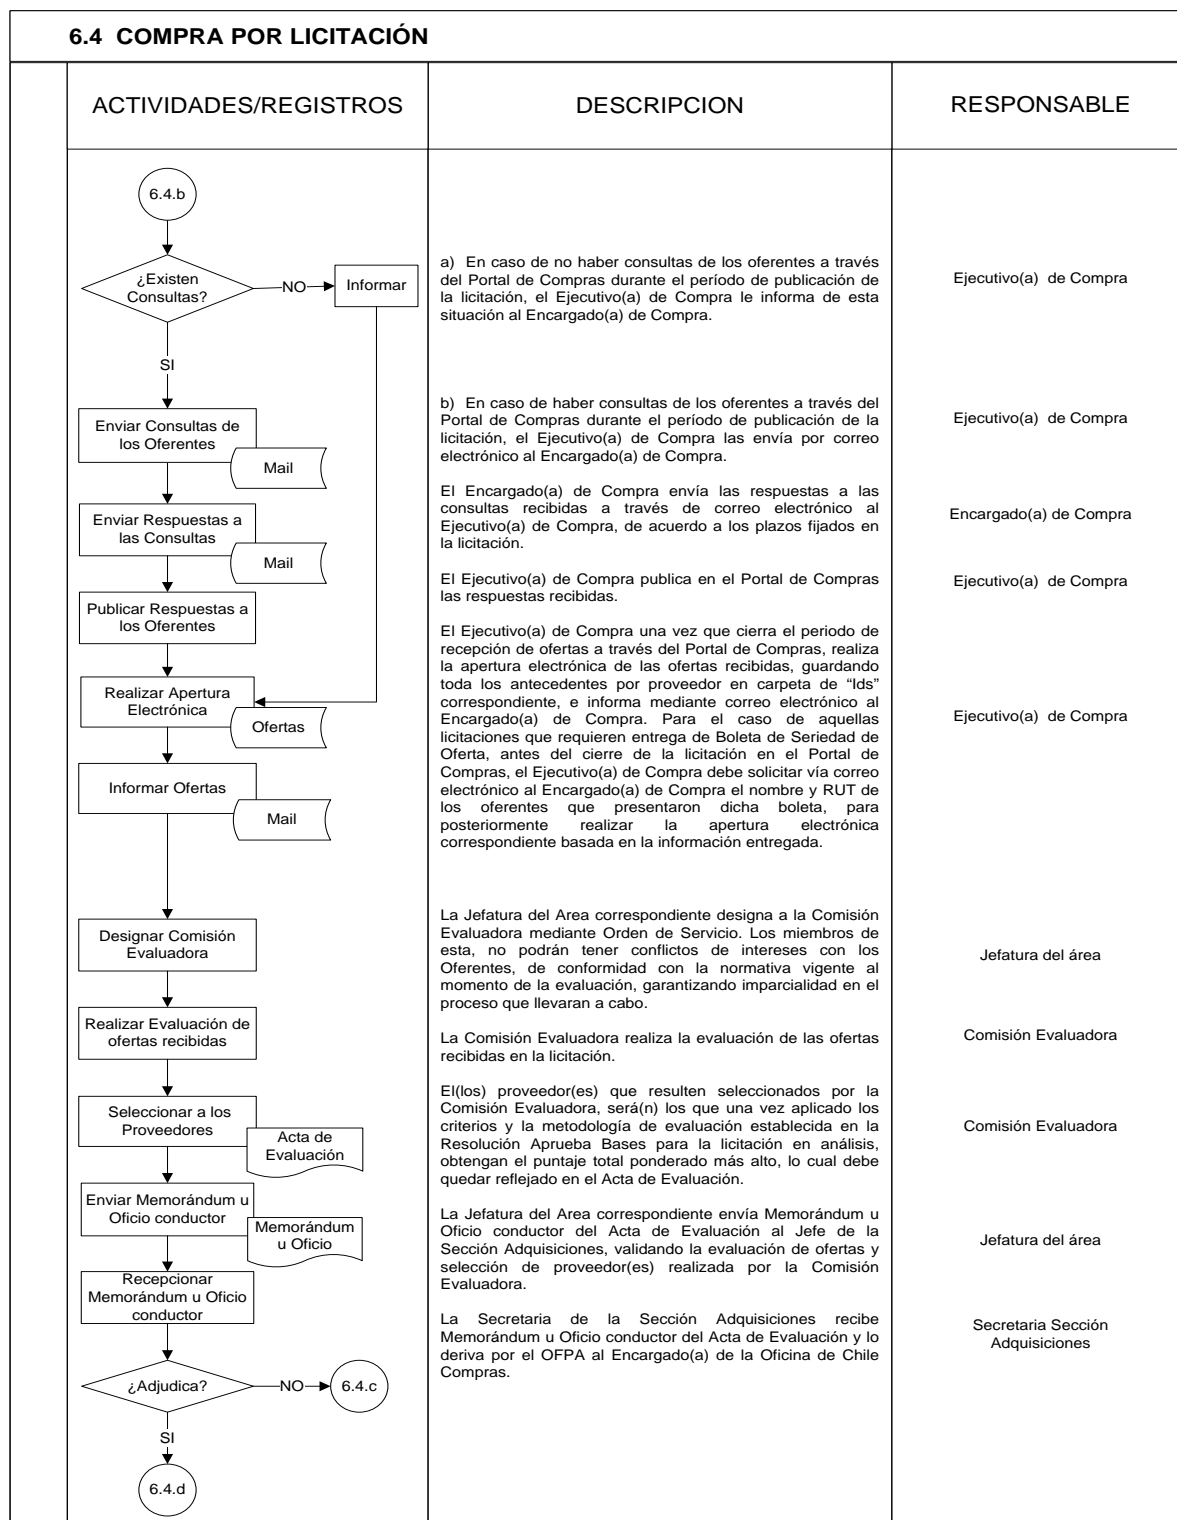 6.4 COMPRA POR LICITACIÓN
ACTIVIDADES/REGISTROS
DESCRIPCION
RESPONSABLE
6.4.b
¿Existen
Consultas?
NO
Informar
SI
a) En caso de no haber consultas de los oferentes a través
del Portal de Compras durante el período de publicación de
la licitación, el Ejecutivo(a) de Compra le informa de esta
situación al Encargado(a) de Compra.
Ejecutivo(a) de Compra
Enviar Consultas de
los Oferentes
Mail
b) En caso de haber consultas de los oferentes a través del
Portal de Compras durante el período de publicación de la
licitación, el Ejecutivo(a) de Compra las envía por correo
electrónico al Encargado(a) de Compra.
Ejecutivo(a) de Compra
Enviar Respuestas a
las Consultas
Mail
El Encargado(a) de Compra envía las respuestas a las
consultas recibidas a través de correo electrónico al
Ejecutivo(a) de Compra, de acuerdo a los plazos fijados en
la licitación.
Encargado(a) de Compra
Publicar Respuestas a
los Oferentes
El Ejecutivo(a) de Compra publica en el Portal de Compras
las respuestas recibidas.
Ejecutivo(a) de Compra
Realizar Apertura
Electrónica
Ofertas
Informar Ofertas
Mail
El Ejecutivo(a) de Compra una vez que cierra el periodo de
recepción de ofertas a través del Portal de Compras, realiza
la apertura electrónica de las ofertas recibidas, guardando
toda los antecedentes por proveedor en carpeta de “Ids”
correspondiente, e informa mediante correo electrónico al
Encargado(a) de Compra. Para el caso de aquellas
licitaciones que requieren entrega de Boleta de Seriedad de
Oferta, antes del cierre de la licitación en el Portal de
Compras, el Ejecutivo(a) de Compra debe solicitar vía correo
electrónico al Encargado(a) de Compra el nombre y RUT de
los oferentes que presentaron dicha boleta, para
posteriormente realizar la apertura electrónica
correspondiente basada en la información entregada.
Ejecutivo(a) de Compra
Designar Comisión
Evaluadora
La Jefatura del Area correspondiente designa a la Comisión
Evaluadora mediante Orden de Servicio. Los miembros de
esta, no podrán tener conflictos de intereses con los
Oferentes, de conformidad con la normativa vigente al
momento de la evaluación, garantizando imparcialidad en el
proceso que llevaran a cabo.
Jefatura del área
Realizar Evaluación de
ofertas recibidas
La Comisión Evaluadora realiza la evaluación de las ofertas
recibidas en la licitación.
Comisión Evaluadora
Seleccionar a los
Proveedores
Acta de
Evaluación
El(los) proveedor(es) que resulten seleccionados por la
Comisión Evaluadora, será(n) los que una vez aplicado los
criterios y la metodología de evaluación establecida en la
Resolución Aprueba Bases para la licitación en análisis,
obtengan el puntaje total ponderado más alto, lo cual debe
quedar reflejado en el Acta de Evaluación.
Comisión Evaluadora
Enviar Memorándum u
Oficio conductor
Memorándum
u Oficio
La Jefatura del Area correspondiente envía Memorándum u
Oficio conductor del Acta de Evaluación al Jefe de la
Sección Adquisiciones, validando la evaluación de ofertas y
selección de proveedor(es) realizada por la Comisión
Evaluadora.
Jefatura del área
Recepcionar
Memorándum u Oficio
conductor
La Secretaria de la Sección Adquisiciones recibe
Memorándum u Oficio conductor del Acta de Evaluación y lo
deriva por el OFPA al Encargado(a) de la Oficina de Chile
Compras.
Secretaria Sección
Adquisiciones
¿Adjudica?
NO
6.4.c
SI
6.4.d